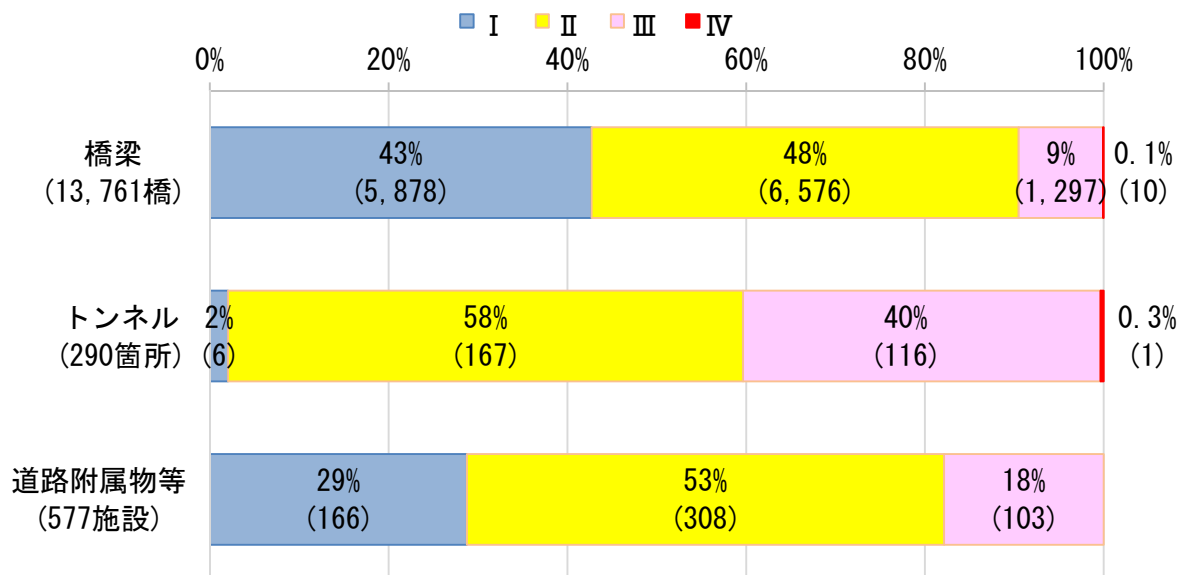 Ⅰ Ⅱ Ⅲ Ⅳ
0% 20% 40% 60% 80% 100%
橋梁
(13,761橋)
43%
(5,878)
48%
(6,576)
9%
(1,297)
0.1%
(10)
トンネル
(290箇所)
2%
(6)
58%
(167)
40%
(116)
0.3%
(1)
道路附属物等
(577施設)
29%
(166)
53%
(308)
18%
(103)